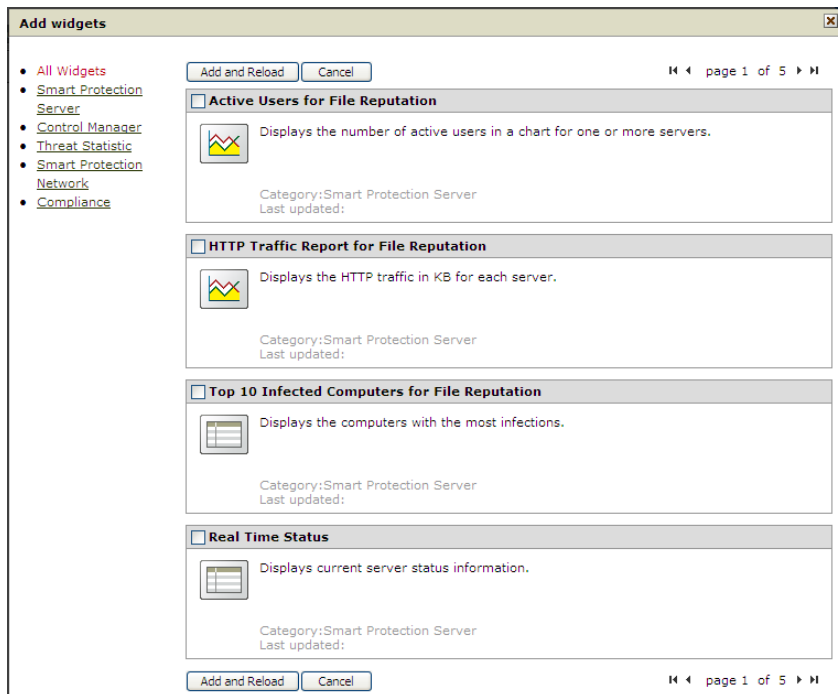 Add widgets
All Widgets
Smart Protection
Server
Control Manager
Threat Statistic
Smart Protection
Network
Compliance
Add and Reload Cancel page 1 of 5
Active Users for File Reputation
Displays the number of active users in a chart for one or more servers.
Category:Smart Protection Server
Last updated:
HTTP Traffic Report for File Reputation
Displays the HTTP traffic in KB for each server.
Category:Smart Protection Server
Last updated:
Top 10 Infected Computers for File Reputation
Displays the computers with the most infections.
Category:Smart Protection Server
Last updated:
Real Time Status
Displays current server status information.
Category:Smart Protection Server
Last updated:
Add and Reload Cancel page 1 of 5